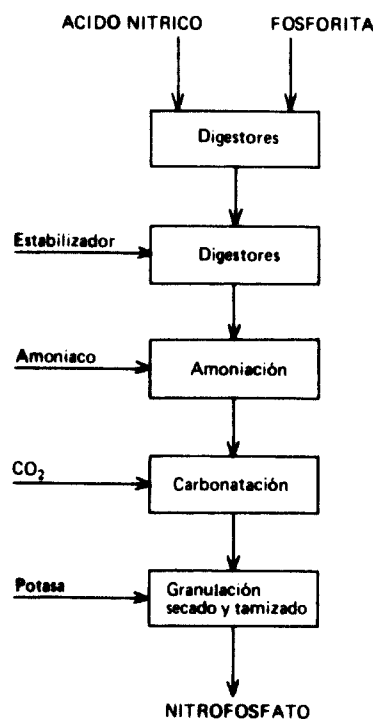 ACIDO NITRICO
FOSFORITA
Digestores
Estabilizador
Digestores
Amoniaco
Amoniación
CO₂
Carbonatación
Potasa
Granulación
secado y tamizado
NITROFOSFATO